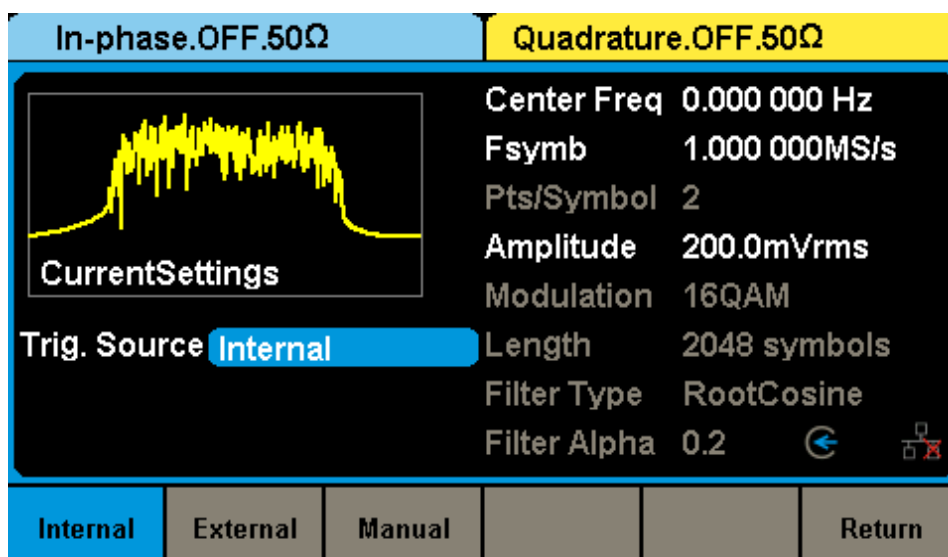 In-phase.OFF.50Ω
Quadrature.OFF.50Ω
CurrentSettings
Trig. Source Internal
Center Freq 0.000 000 Hz
Fsymb 1.000 000MS/s
Pts/Symbol 2
Amplitude 200.0mVrms
Modulation 16QAM
Length 2048 symbols
Filter Type RootCosine
Filter Alpha 0.2
Internal
External
Manual
Return